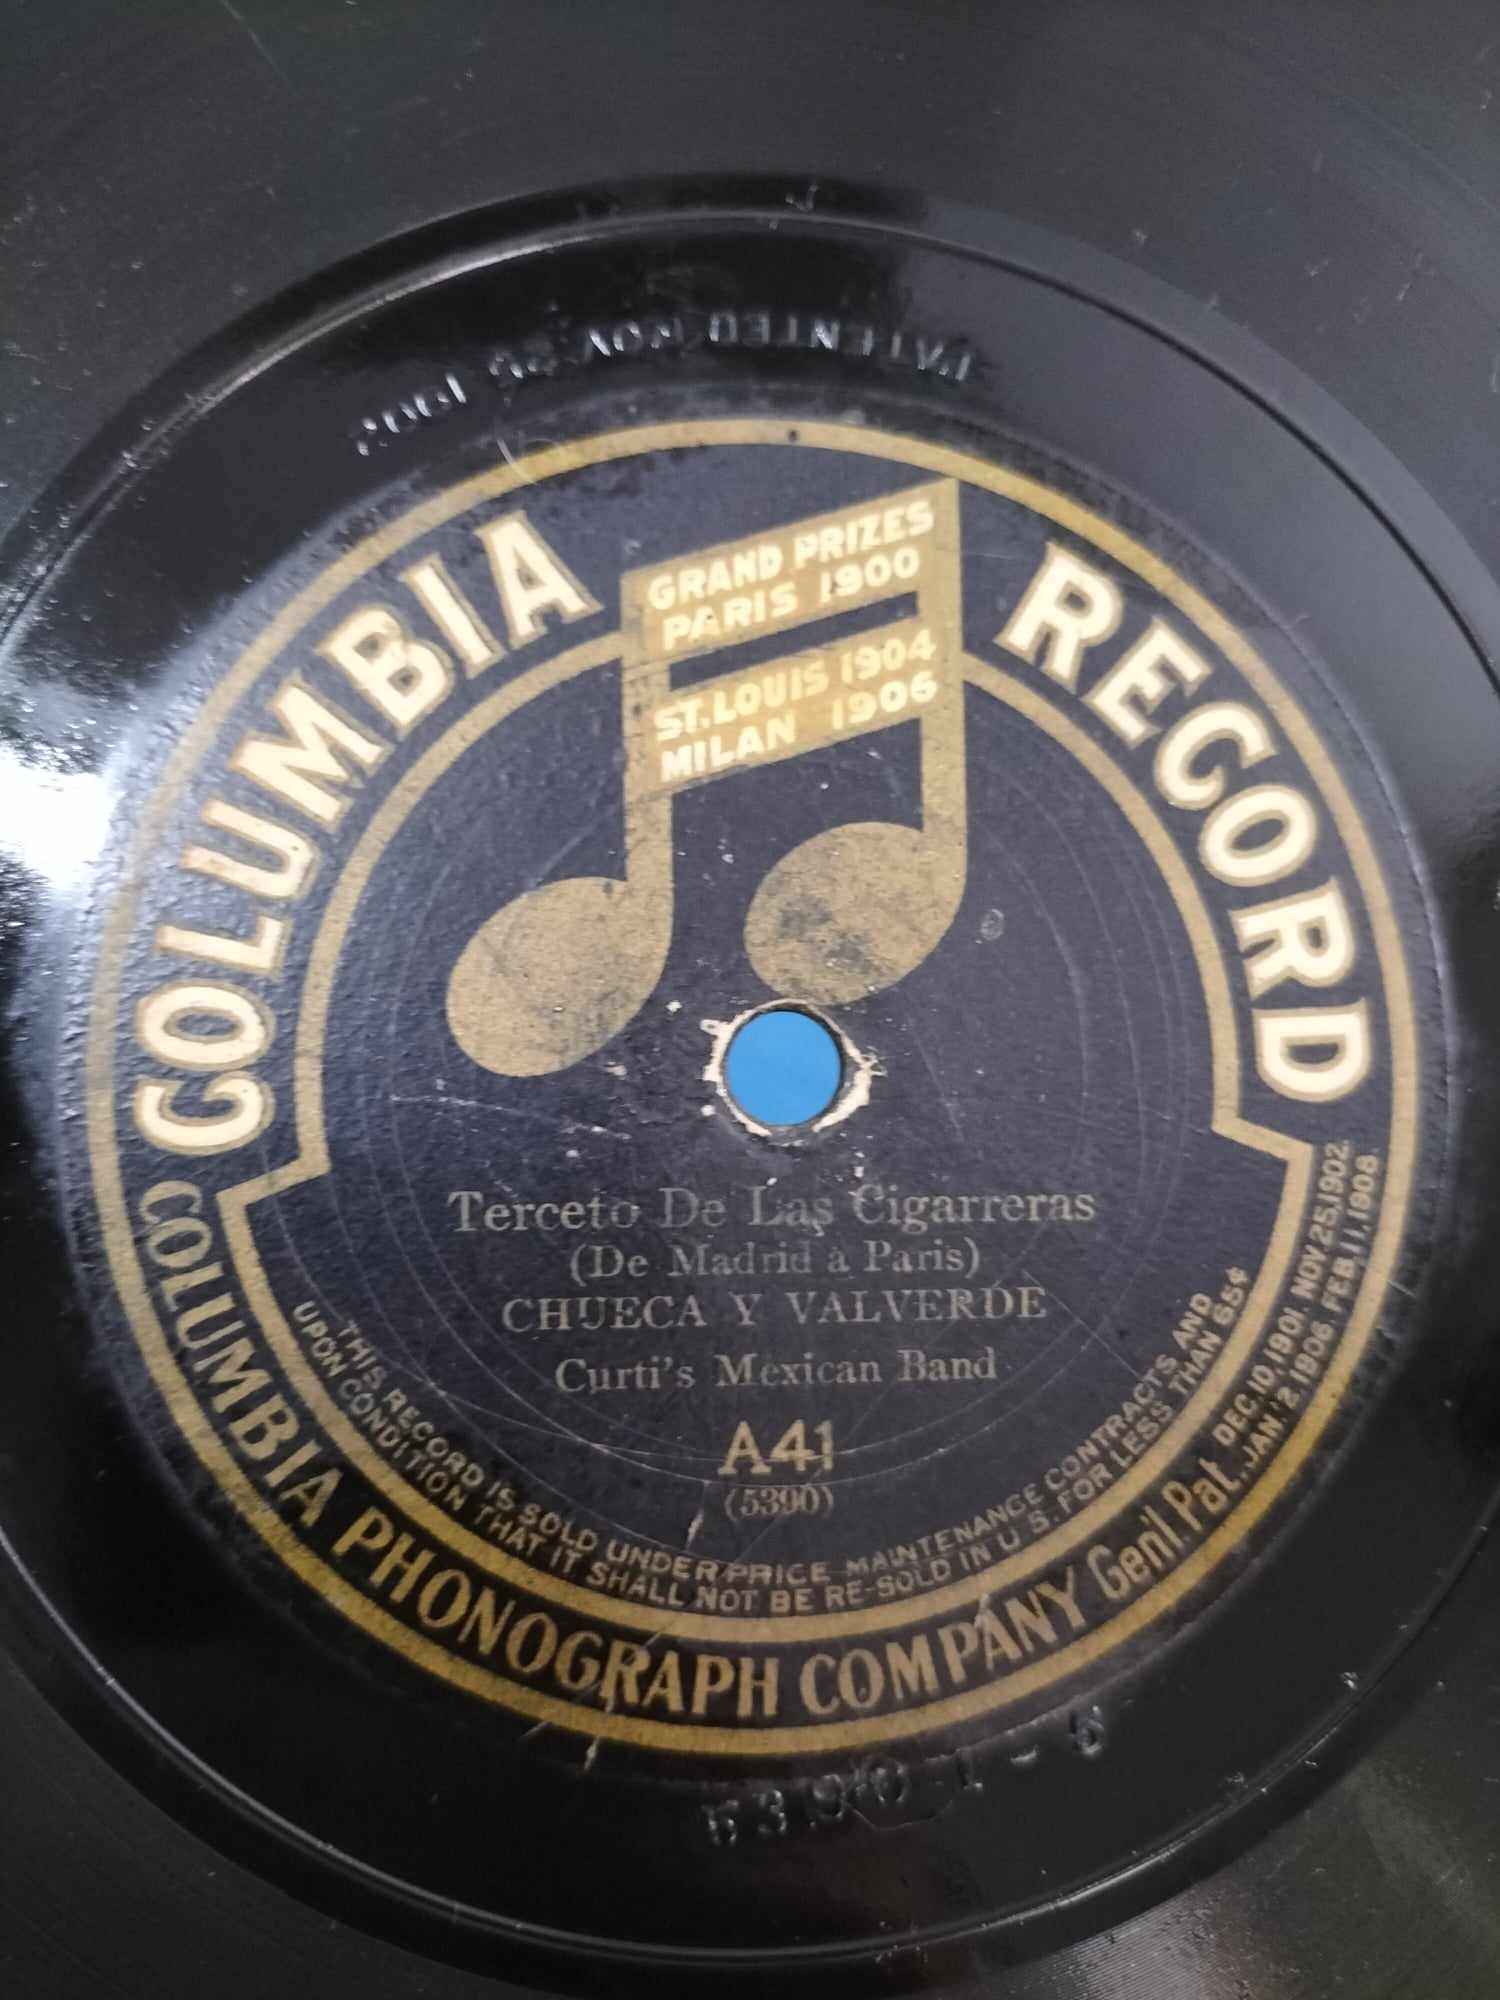 PATENTED NOV 25 1902
COLUMBIA RECORD
GRAND PRIZES
PARIS 1900
ST. LOUIS 1904
MILAN 1906
Terceto De Las Cigarreras
(De Madrid à Paris)
CHUECA Y VALVERDE
Curti's Mexican Band
A41
(5390)
THIS RECORD IS SOLD UNDER PRICE MAINTENANCE CONTRACTS AND
UPON CONDITION THAT IT SHALL NOT BE RE-SOLD IN U. S. FOR LESS THAN 65¢
COLUMBIA PHONOGRAPH COMPANY Gen'l.
Pat. DEC.10,1901. NOV.25,1902.
JAN. 2, 1906. FEB.11,1908.